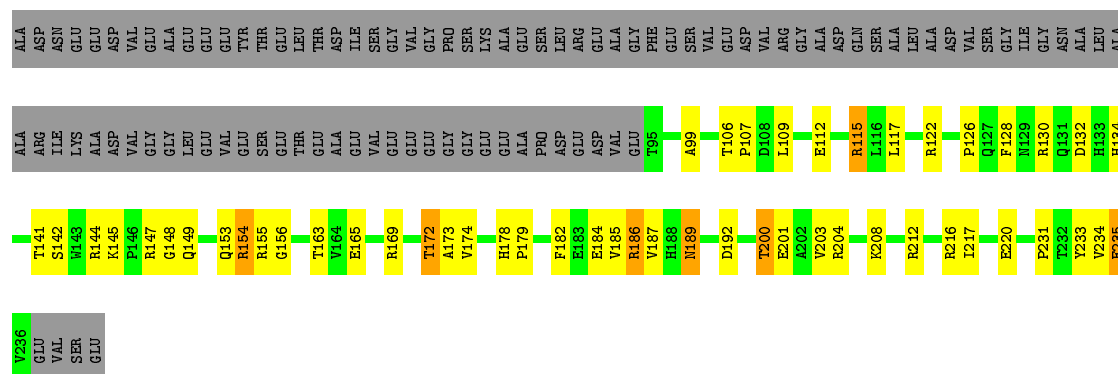 ALA ASP ASN GLU GLU ASP VAL GLU ALA GLU GLU GLU TYR THR GLU LEU THR ASP ILE SER GLY VAL GLY PRO SER LYS ALA GLU SER LEU ARG GLU ALA GLY PHE GLU SER VAL GLU ASP VAL ARG GLY ALA ASP GLN SER ALA LEU ALA ASP VAL SER GLY ILE GLY ASN ALA LEU ALA
ALA ARG ILE LYS ALA ASP VAL GLY GLY LEU GLU VAL GLU SER GLU THR GLU ALA GLU VAL GLU GLU GLU GLY GLY GLU GLU ALA PRO ASP GLU ASP VAL GLU T95 A99 T106 P107 D108 L109 E112 R115 L116 L117 R122 P126 Q127 F128 N129 R130 Q131 D132 H133 H134
T141 S142 W143 R144 K145 P146 R147 G148 Q149 Q153 R154 R155 G156 T163 V164 E165 R169 T172 A173 V174 H178 P179 F182 E183 E184 V185 R186 V187 H188 N189 D192 T200 E201 A202 V203 R204 K208 R212 R216 I217 E220 P231 T232 Y233 V234
V236 GLU VAL SER GLU